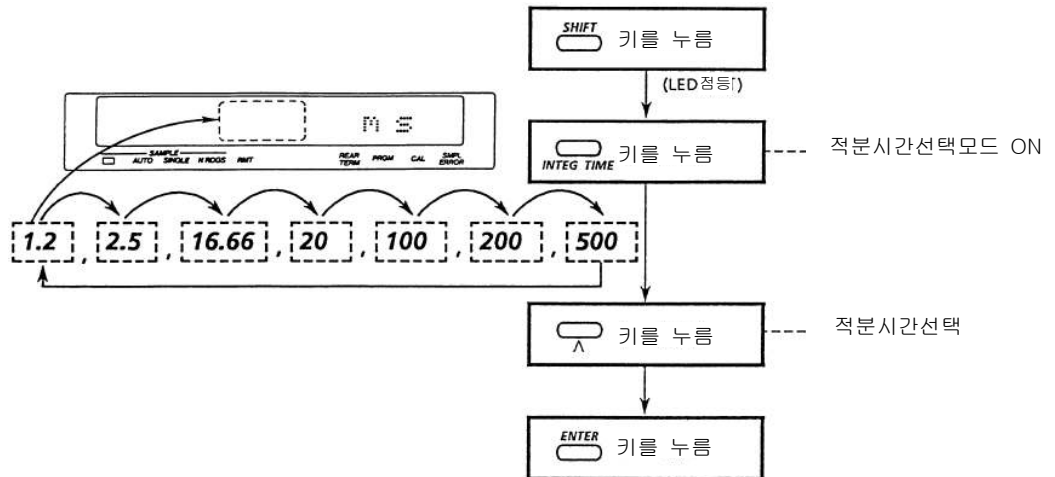 SHIFT
키를 누름
(LED점등)
M S
SAMPLE
AUTO SINGLE N RDGS RMT REAR TERM PRGM CAL SMPL ERROR
키를 누름
INTEG TIME
적분시간선택모드 ON
1.2 , 2.5 , 16.66 , 20 , 100 , 200 , 500
키를 누름
∧
적분시간선택
ENTER
키를 누름